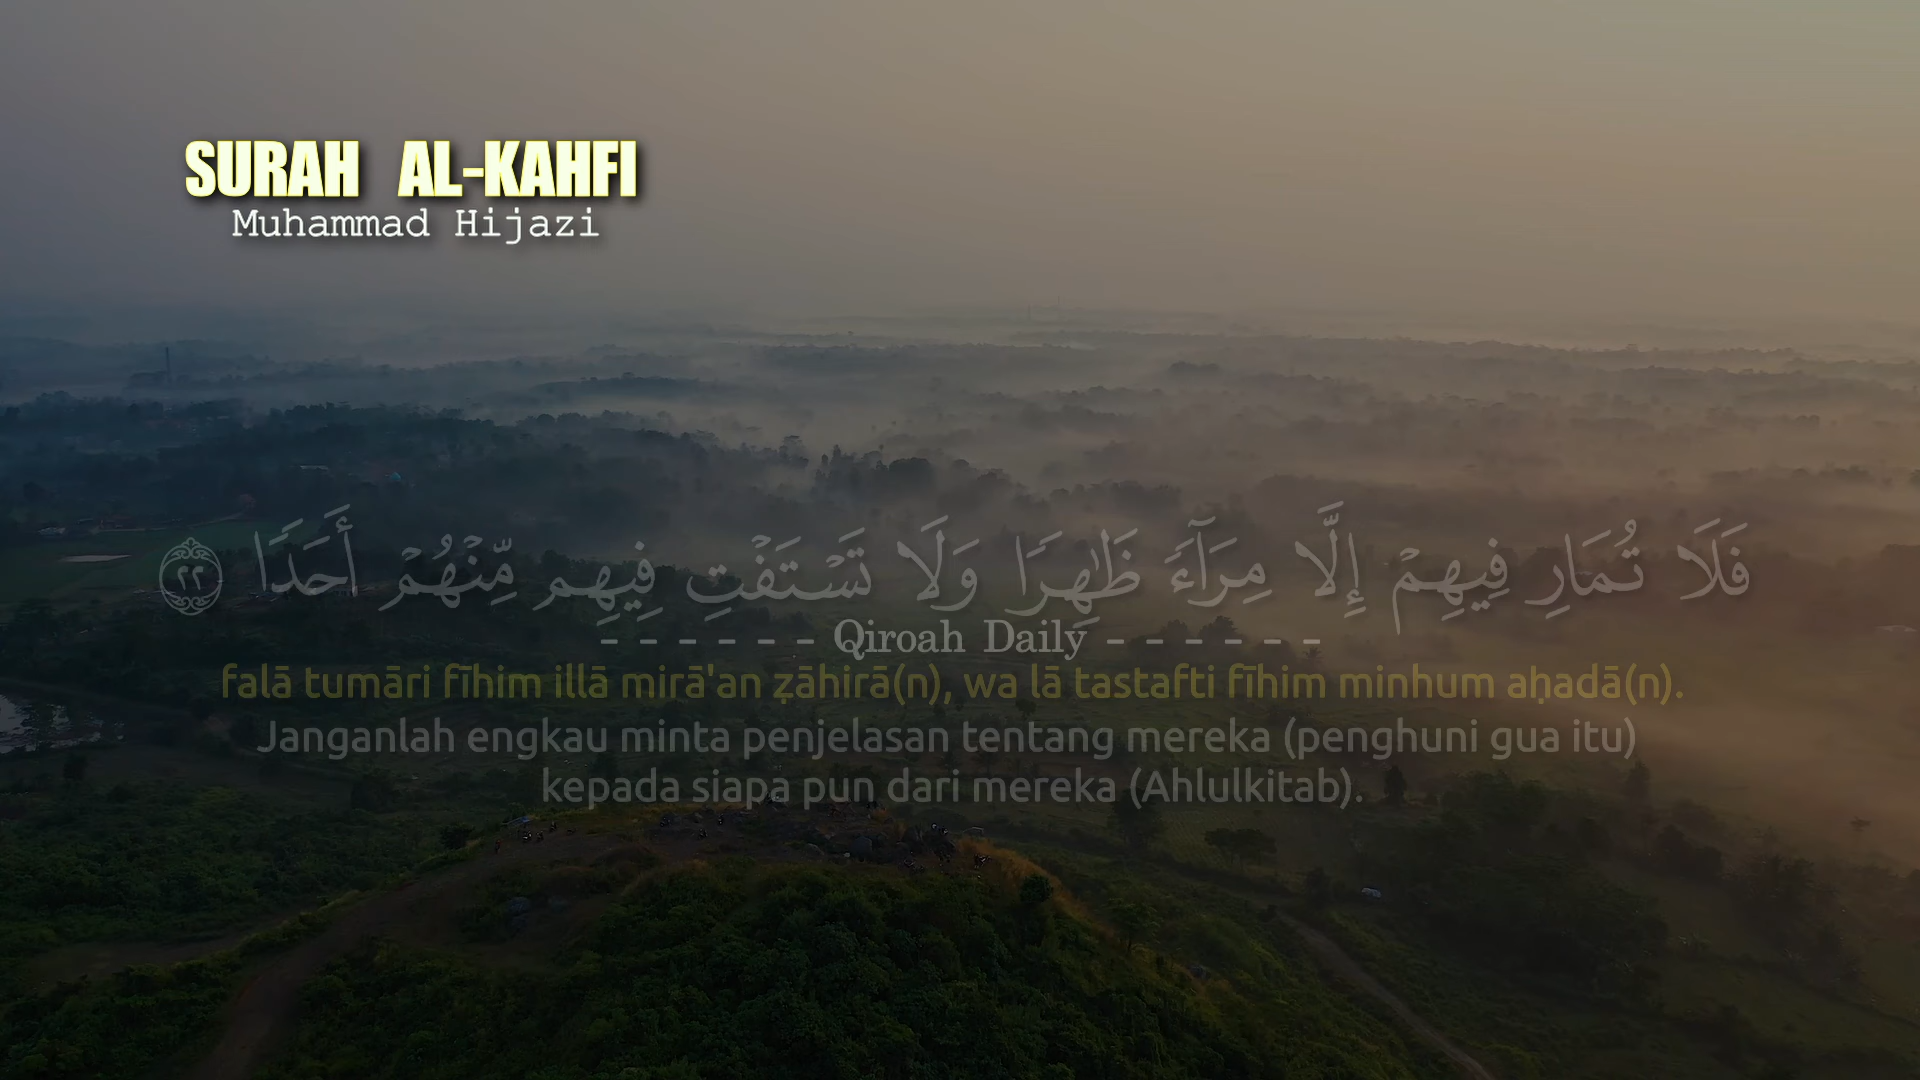 SURAH AL-KAHFI
Muhammad Hijazi
فَلَا تُمَارِ فِيهِمْ إِلَّا مِرَآءً ظَٰهِرًا وَلَا تَسْتَفْتِ فِيهِم مِّنْهُمْ أَحَدًا ٢٢
- - - - - - Qiroah Daily - - - - - -
falā tumāri fīhim illā mirā'an ẓāhirā(n), wa lā tastafti fīhim minhum aḥadā(n).
Janganlah engkau minta penjelasan tentang mereka (penghuni gua itu)
kepada siapa pun dari mereka (Ahlulkitab).